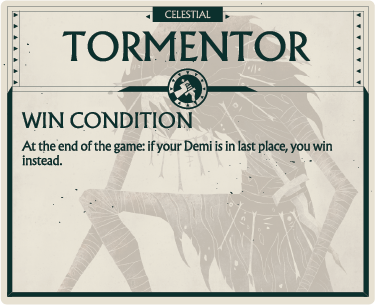 CELESTIAL
TORMENTOR
WIN CONDITION
At the end of the game: if your Demi is in last place, you win
instead.